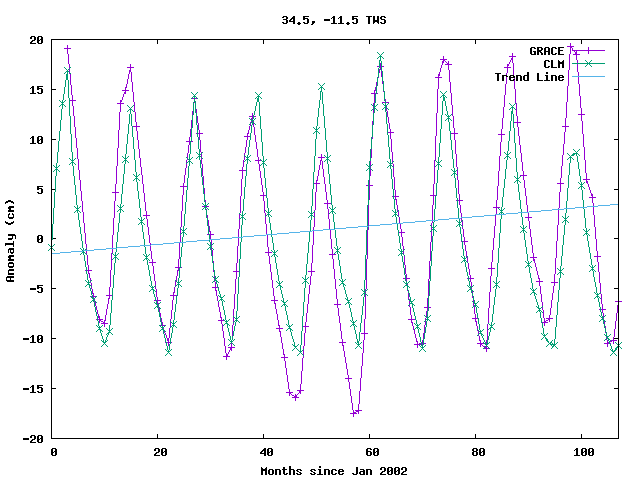 34.5, -11.5 TWS
GRACE
CLM
Trend Line
20
15
10
5
0
-5
-10
-15
-20
Anomaly (cm)
0 20 40 60 80 100
Months since Jan 2002